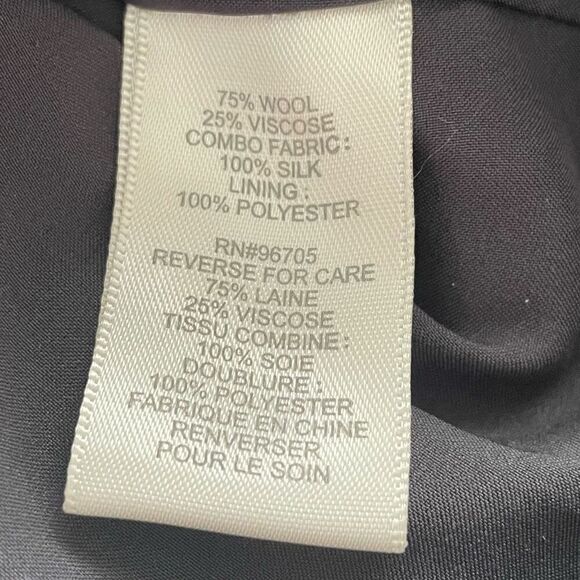 75% WOOL
25% VISCOSE
COMBO FABRIC:
100% SILK
LINING:
100% POLYESTER
RN#96705
REVERSE FOR CARE
75% LAINE
25% VISCOSE
TISSU COMBINE:
100% SOIE
DOUBLURE:
100% POLYESTER
FABRIQUE EN CHINE
RENVERSER
POUR LE SOIN